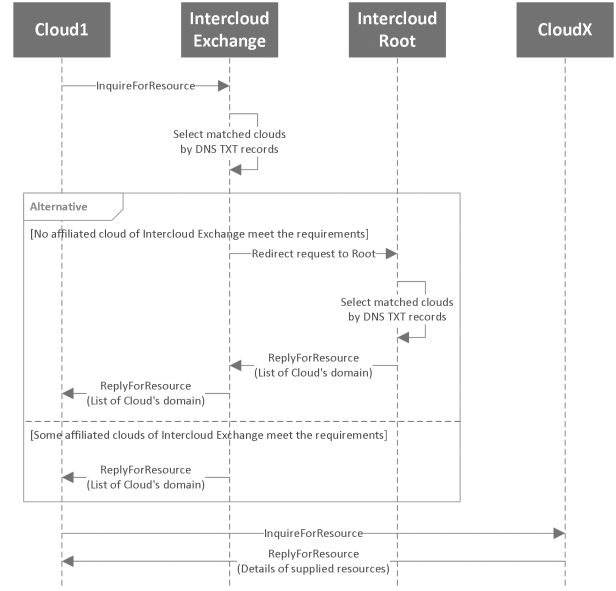 Cloud1
Intercloud
Exchange
Intercloud
Root
CloudX
InquireForResource
Select matched clouds
by DNS TXT records
Alternative
[No affiliated cloud of Intercloud Exchange meet the requirements]
Redirect request to Root
Select matched clouds
by DNS TXT records
ReplyForResource
(List of Cloud's domain)
ReplyForResource
(List of Cloud's domain)
[Some affiliated clouds of Intercloud Exchange meet the requirements]
ReplyForResource
(List of Cloud's domain)
InquireForResource
ReplyForResource
(Details of supplied resources)